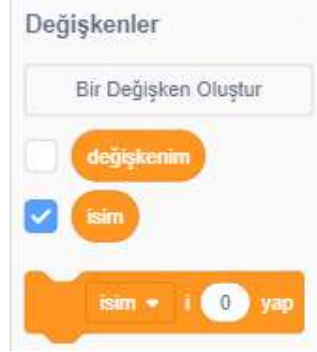 Değişkenler
Bir Değişken Oluştur
değişkenim
isim
isim i 0 yap